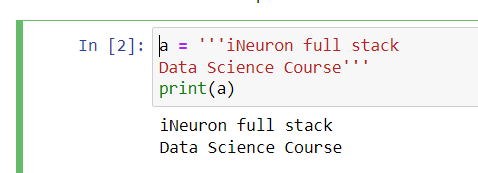 In [2]: a = '''iNeuron full stack
Data Science Course'''
print(a)
iNeuron full stack
Data Science Course